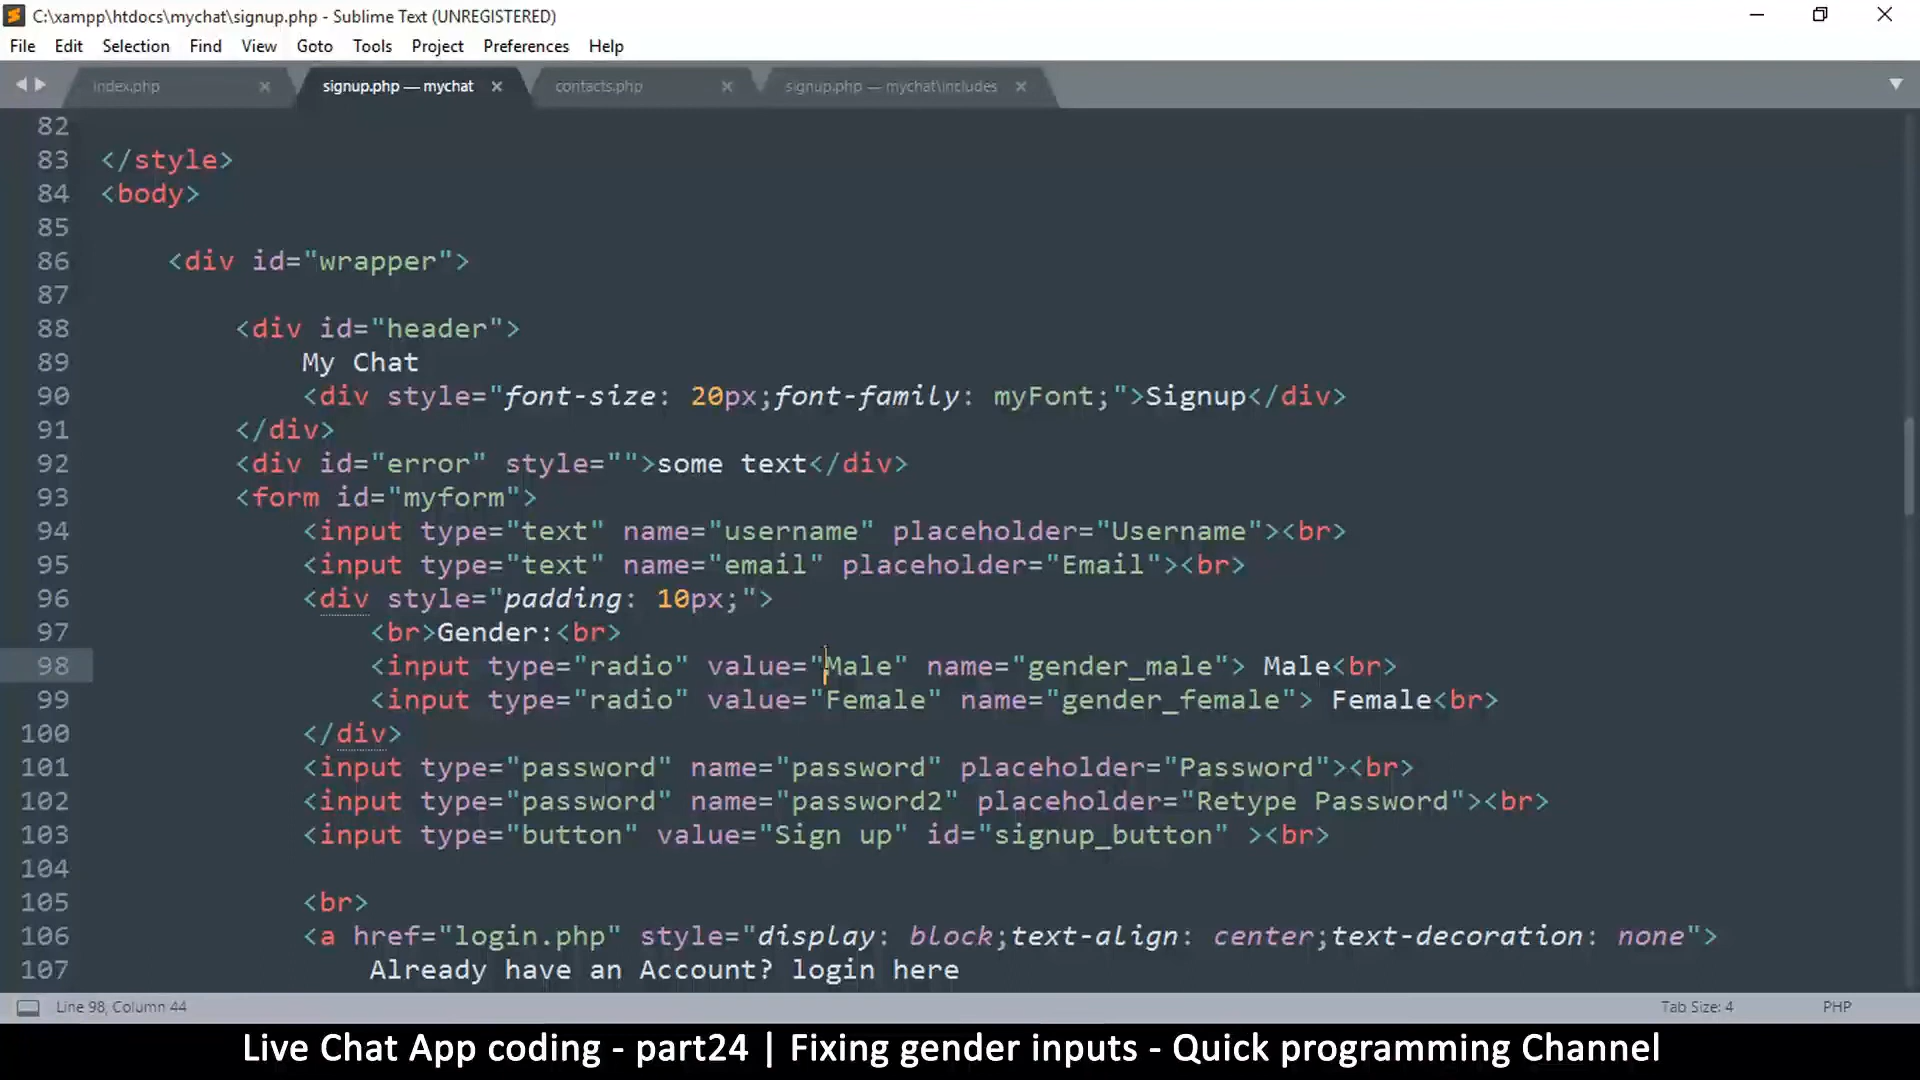 C:\xampp\htdocs\mychat\signup.php - Sublime Text (UNREGISTERED)
File Edit Selection Find View Goto Tools Project Preferences Help
index.php signup.php — mychat contacts.php signup.php — mychat\includes
82
83 </style>
84 <body>
85
86 <div id="wrapper">
87
88 <div id="header">
89 My Chat
90 <div style="font-size: 20px;font-family: myFont;">Signup</div>
91 </div>
92 <div id="error" style="">some text</div>
93 <form id="myform">
94 <input type="text" name="username" placeholder="Username"><br>
95 <input type="text" name="email" placeholder="Email"><br>
96 <div style="padding: 10px;">
97 <br>Gender:<br>
98 <input type="radio" value="Male" name="gender_male"> Male<br>
99 <input type="radio" value="Female" name="gender_female"> Female<br>
100 </div>
101 <input type="password" name="password" placeholder="Password"><br>
102 <input type="password" name="password2" placeholder="Retype Password"><br>
103 <input type="button" value="Sign up" id="signup_button" ><br>
104
105 <br>
106 <a href="login.php" style="display: block;text-align: center;text-decoration: none">
107 Already have an Account? login here
Line 98, Column 44 Tab Size: 4 PHP
Live Chat App coding - part24 | Fixing gender inputs - Quick programming Channel